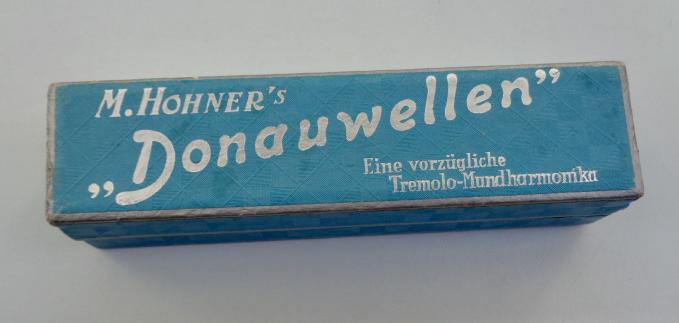 M. HOHNER's
„Donauwellen”
Eine vorzügliche
Tremolo-Mundharmonika